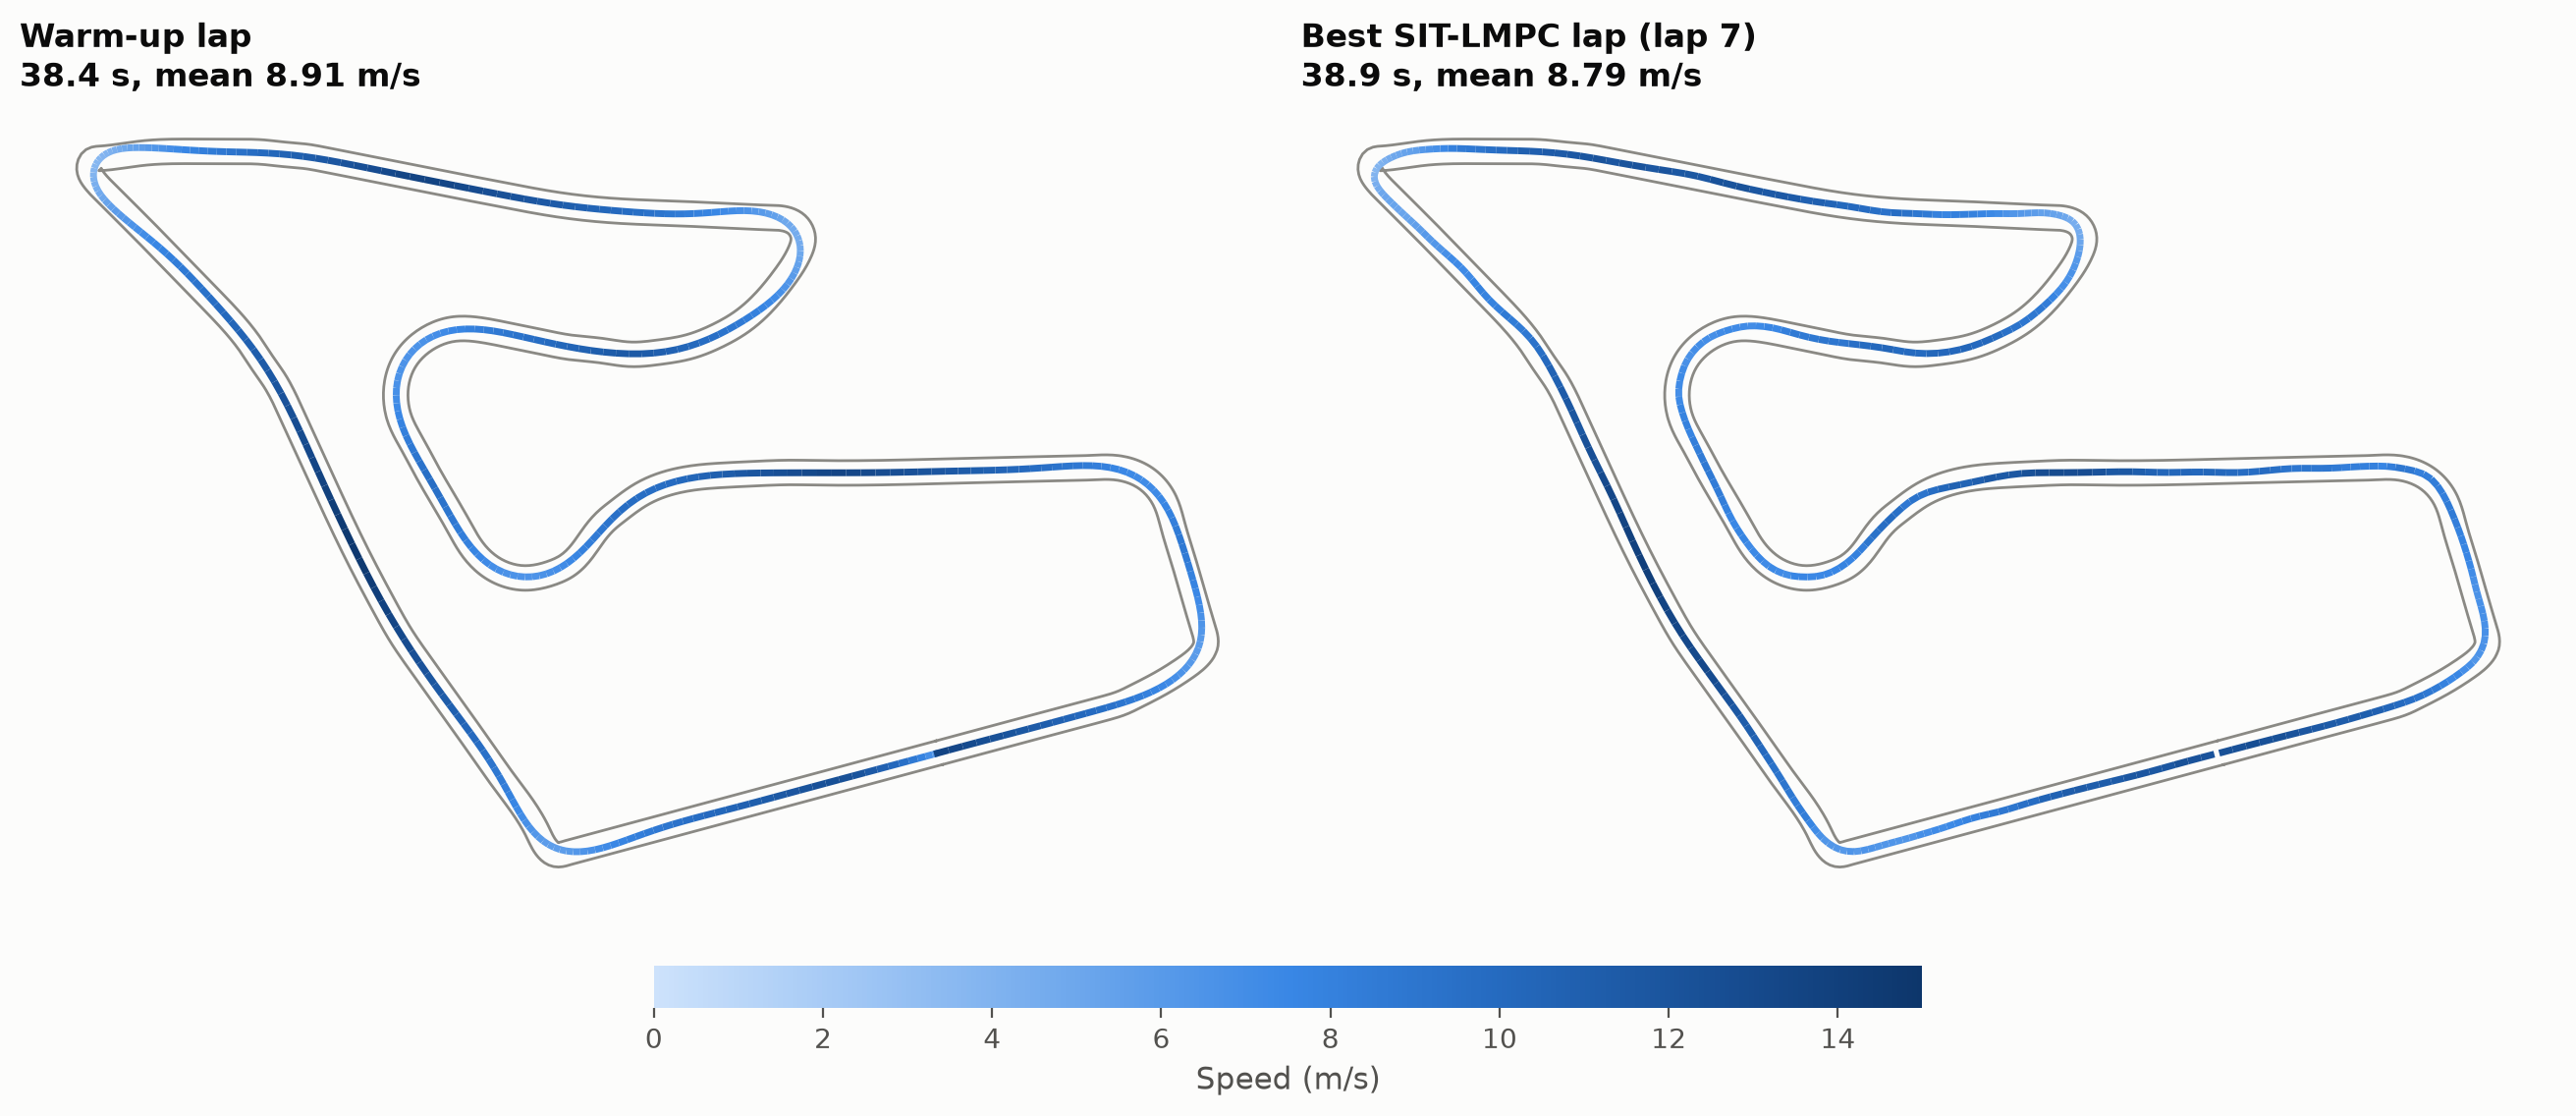 Warm-up lap
38.4 s, mean 8.91 m/s
Best SIT-LMPC lap (lap 7)
38.9 s, mean 8.79 m/s
0 2 4 6 8 10 12 14
Speed (m/s)